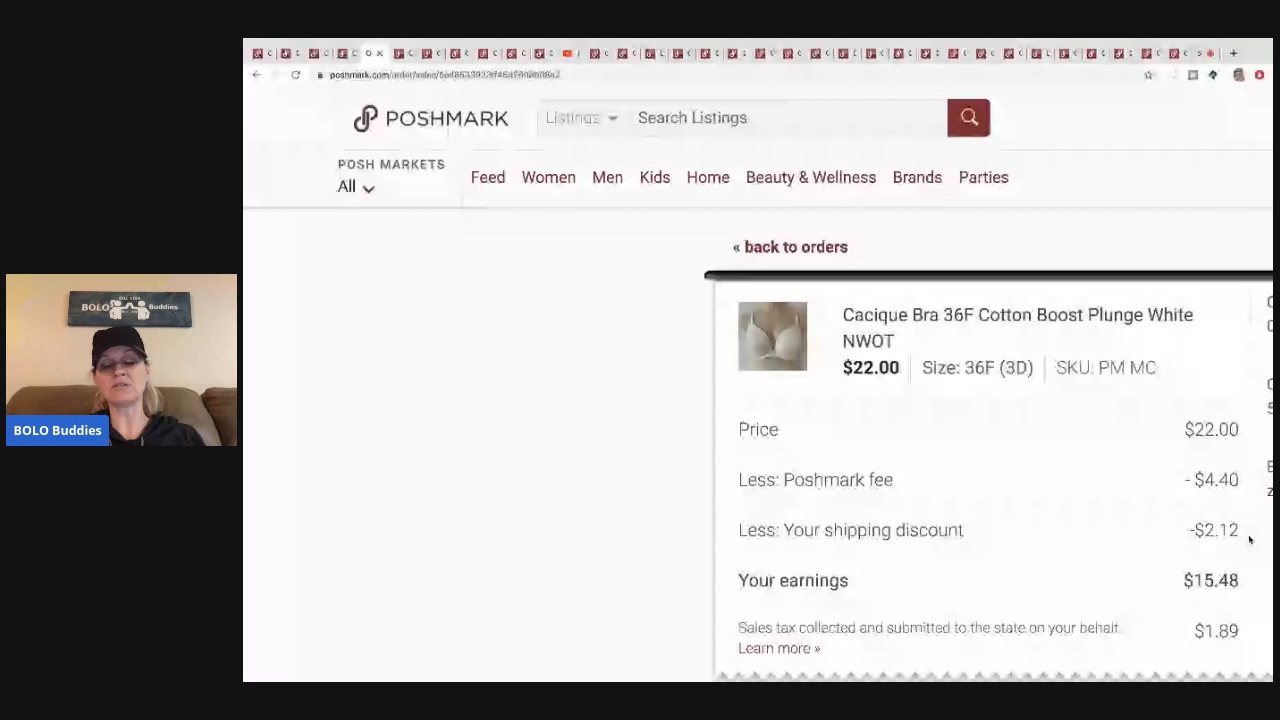 POSHMARK
Listings
Search Listings
POSH MARKETS
All
Feed
Women
Men
Kids
Home
Beauty & Wellness
Brands
Parties
« back to orders
Cacique Bra 36F Cotton Boost Plunge White
NWOT
$22.00
Size: 36F (3D)
SKU: PM MC
Price
$22.00
Less: Poshmark fee
- $4.40
Less: Your shipping discount
-$2.12
Your earnings
$15.48
Sales tax collected and submitted to the state on your behalf.
$1.89
Learn more »
BOLO
Buddies
BOLO Buddies